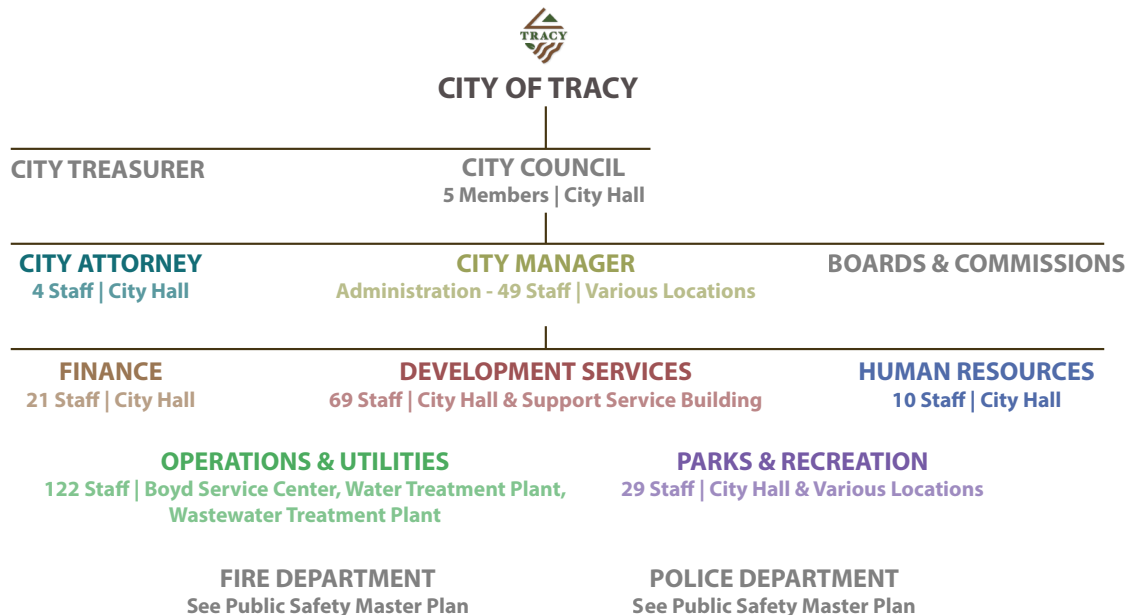 TRACY
CITY OF TRACY
CITY TREASURER
CITY COUNCIL
5 Members | City Hall
CITY ATTORNEY
4 Staff | City Hall
CITY MANAGER
Administration - 49 Staff | Various Locations
BOARDS & COMMISSIONS
FINANCE
21 Staff | City Hall
DEVELOPMENT SERVICES
69 Staff | City Hall & Support Service Building
HUMAN RESOURCES
10 Staff | City Hall
OPERATIONS & UTILITIES
122 Staff | Boyd Service Center, Water Treatment Plant,
Wastewater Treatment Plant
PARKS & RECREATION
29 Staff | City Hall & Various Locations
FIRE DEPARTMENT
See Public Safety Master Plan
POLICE DEPARTMENT
See Public Safety Master Plan